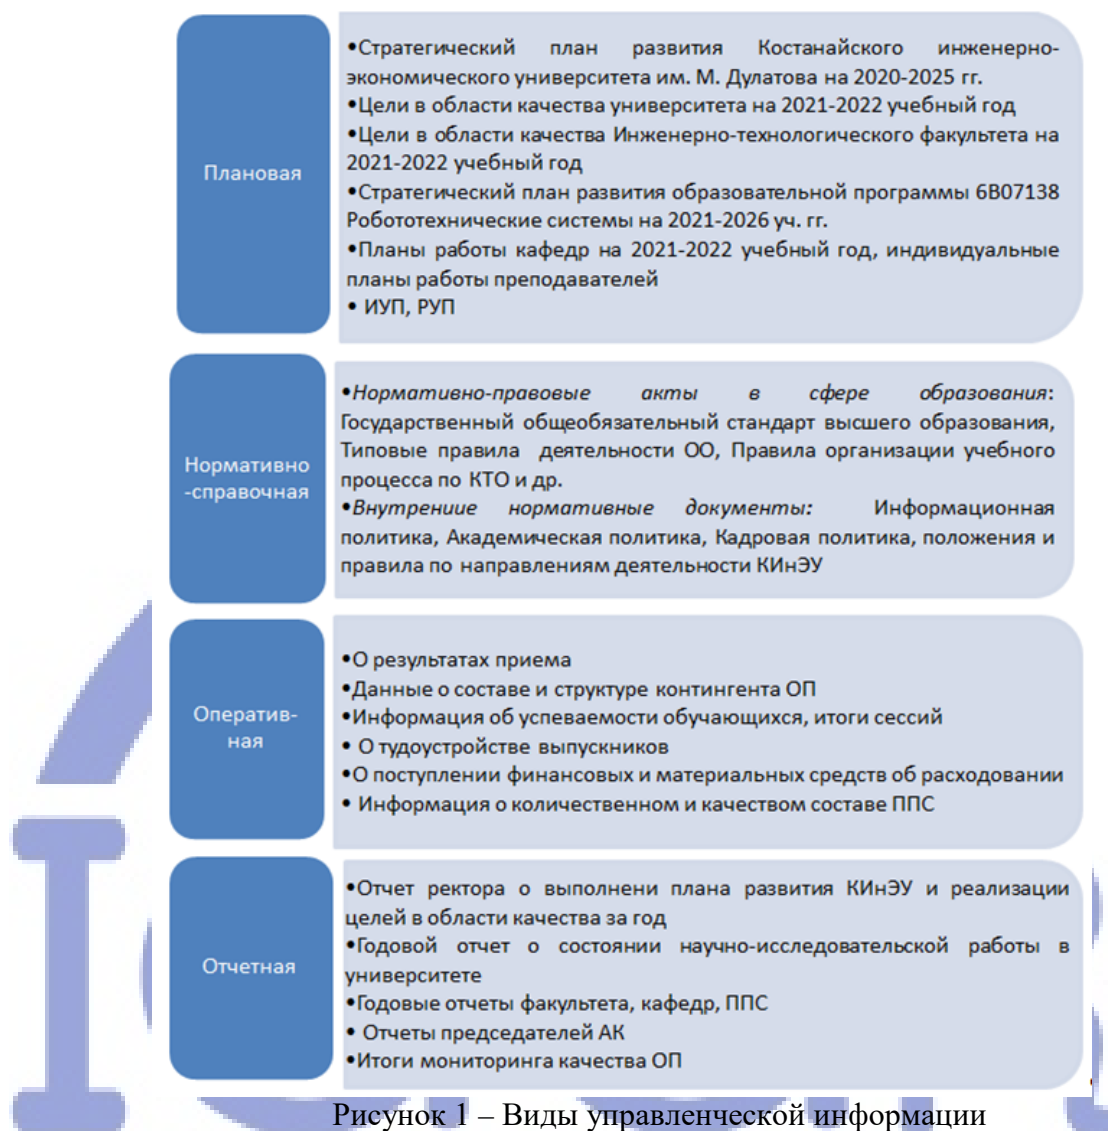 Плановая
•Стратегический план развития Костанайского инженерно-
экономического университета им. М. Дулатова на 2020-2025 гг.
•Цели в области качества университета на 2021-2022 учебный год
•Цели в области качества Инженерно-технологического факультета на
2021-2022 учебный год
•Стратегический план развития образовательной программы 6В07138
Робототехнические системы на 2021-2026 уч. гг.
•Планы работы кафедр на 2021-2022 учебный год, индивидуальные
планы работы преподавателей
• ИУП, РУП
Нормативно
-справочная
•Нормативно-правовые акты в сфере образования:
Государственный общеобязательный стандарт высшего образования,
Типовые правила деятельности ОО, Правила организации учебного
процесса по КТО и др.
•Внутрениие нормативные документы: Информационная
политика, Академическая политика, Кадровая политика, положения и
правила по направлениям деятельности КИнЭУ
Оператив-
ная
•О результатах приема
•Данные о составе и структуре контингента ОП
•Информация об успеваемости обучающихся, итоги сессий
• О тудоустройстве выпускников
•О поступлении финансовых и материальных средств об расходовании
• Информация о количественном и качеством составе ППС
Отчетная
•Отчет ректора о выполнени плана развития КИнЭУ и реализации
целей в области качества за год
•Годовой отчет о состоянии научно-исследовательской работы в
университете
•Годовые отчеты факультета, кафедр, ППС
• Отчеты председателей АК
•Итоги мониторинга качества ОП
Рисунок 1 – Виды управленческой информации